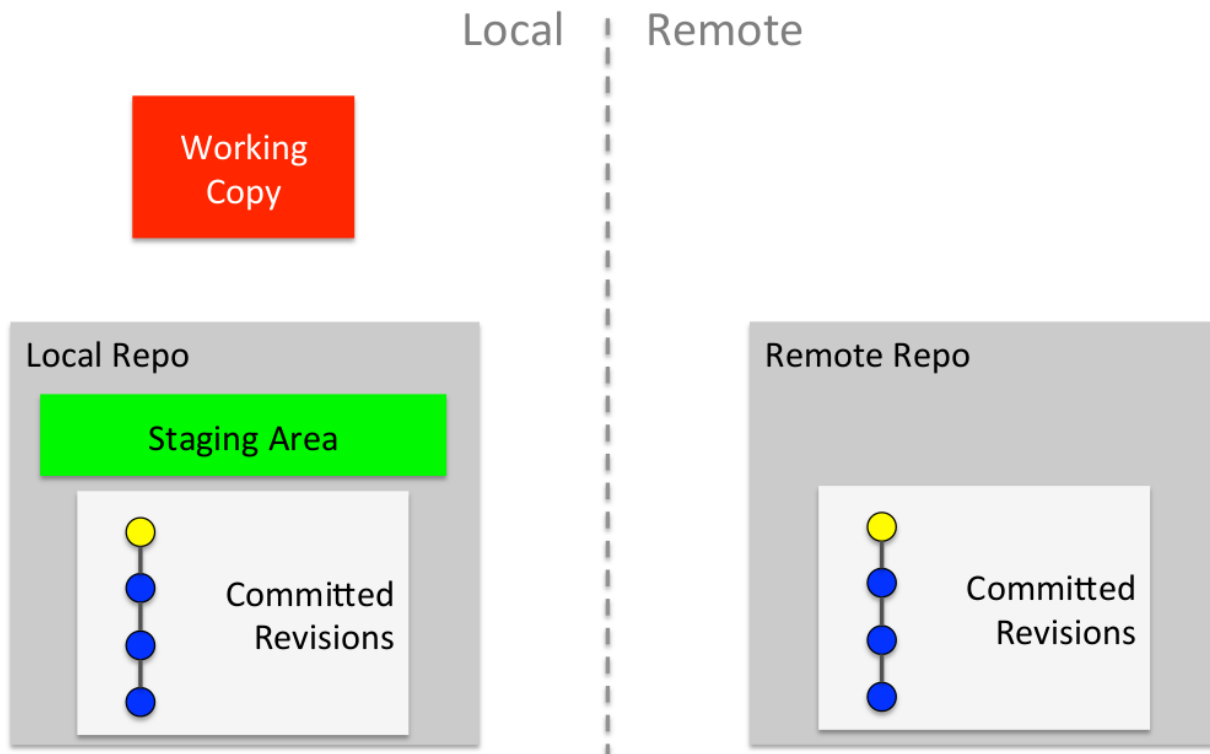 Local
Remote
Working
Copy
Local Repo
Staging Area
Committed
Revisions
Remote Repo
Committed
Revisions